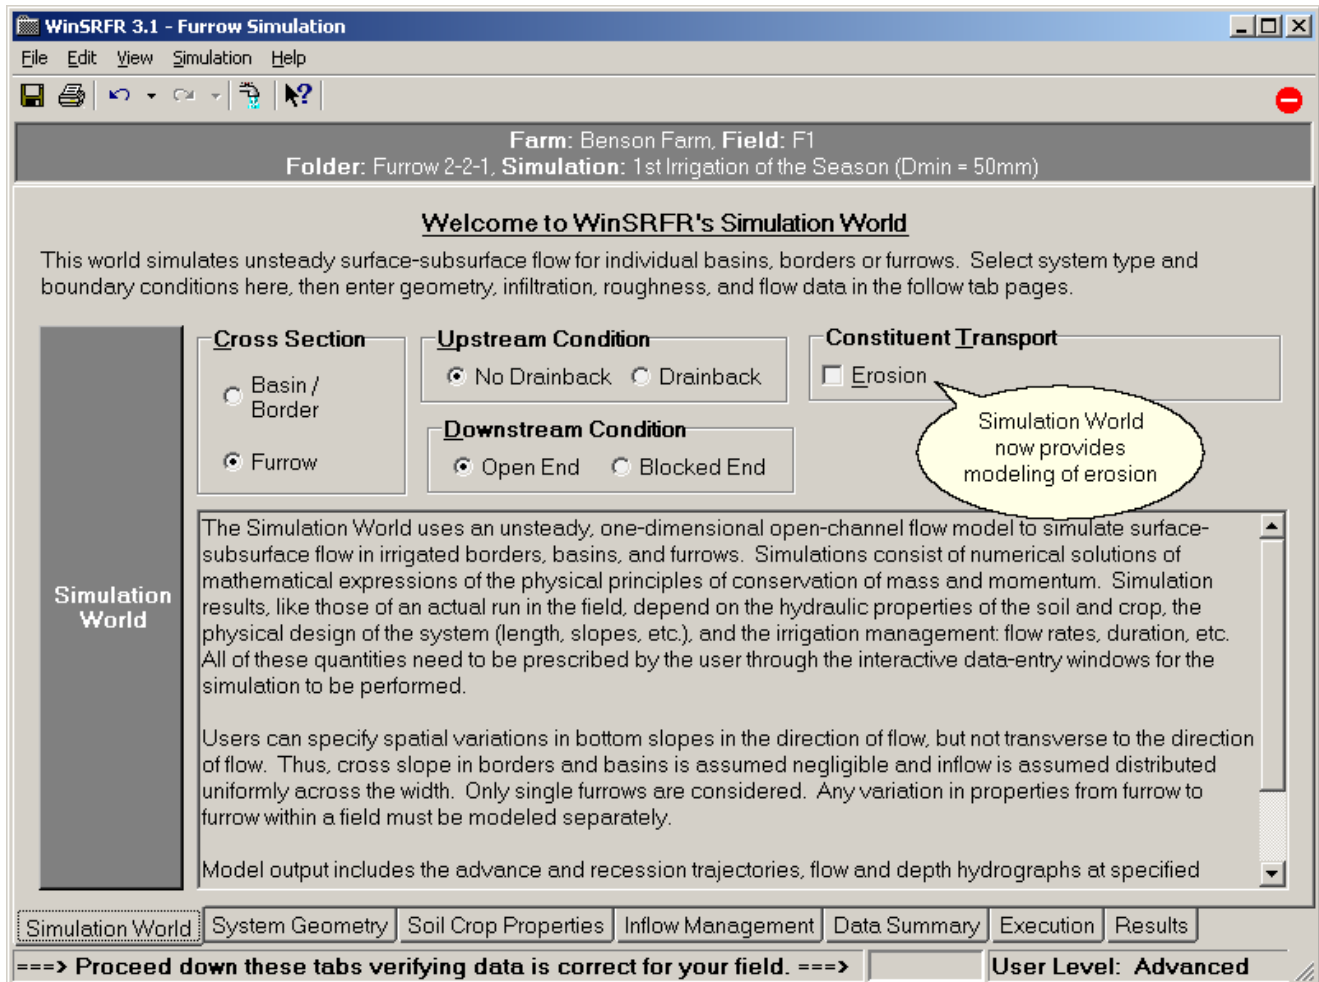 WinSRFR 3.1 - Furrow Simulation
File Edit View Simulation Help
Farm: Benson Farm, Field: F1
Folder: Furrow 2-2-1, Simulation: 1st Irrigation of the Season (Dmin = 50mm)
Welcome to WinSRFR's Simulation World
This world simulates unsteady surface-subsurface flow for individual basins, borders or furrows. Select system type and
boundary conditions here, then enter geometry, infiltration, roughness, and flow data in the follow tab pages.
Simulation
World
Cross Section
Basin /
Border
Furrow
Upstream Condition
No Drainback Drainback
Downstream Condition
Open End Blocked End
Constituent Transport
Erosion
Simulation World
now provides
modeling of erosion
The Simulation World uses an unsteady, one-dimensional open-channel flow model to simulate surface-
subsurface flow in irrigated borders, basins, and furrows. Simulations consist of numerical solutions of
mathematical expressions of the physical principles of conservation of mass and momentum. Simulation
results, like those of an actual run in the field, depend on the hydraulic properties of the soil and crop, the
physical design of the system (length, slopes, etc.), and the irrigation management: flow rates, duration, etc.
All of these quantities need to be prescribed by the user through the interactive data-entry windows for the
simulation to be performed.
Users can specify spatial variations in bottom slopes in the direction of flow, but not transverse to the direction
of flow. Thus, cross slope in borders and basins is assumed negligible and inflow is assumed distributed
uniformly across the width. Only single furrows are considered. Any variation in properties from furrow to
furrow within a field must be modeled separately.
Model output includes the advance and recession trajectories, flow and depth hydrographs at specified
Simulation World System Geometry Soil Crop Properties Inflow Management Data Summary Execution Results
===> Proceed down these tabs verifying data is correct for your field. ===> User Level: Advanced